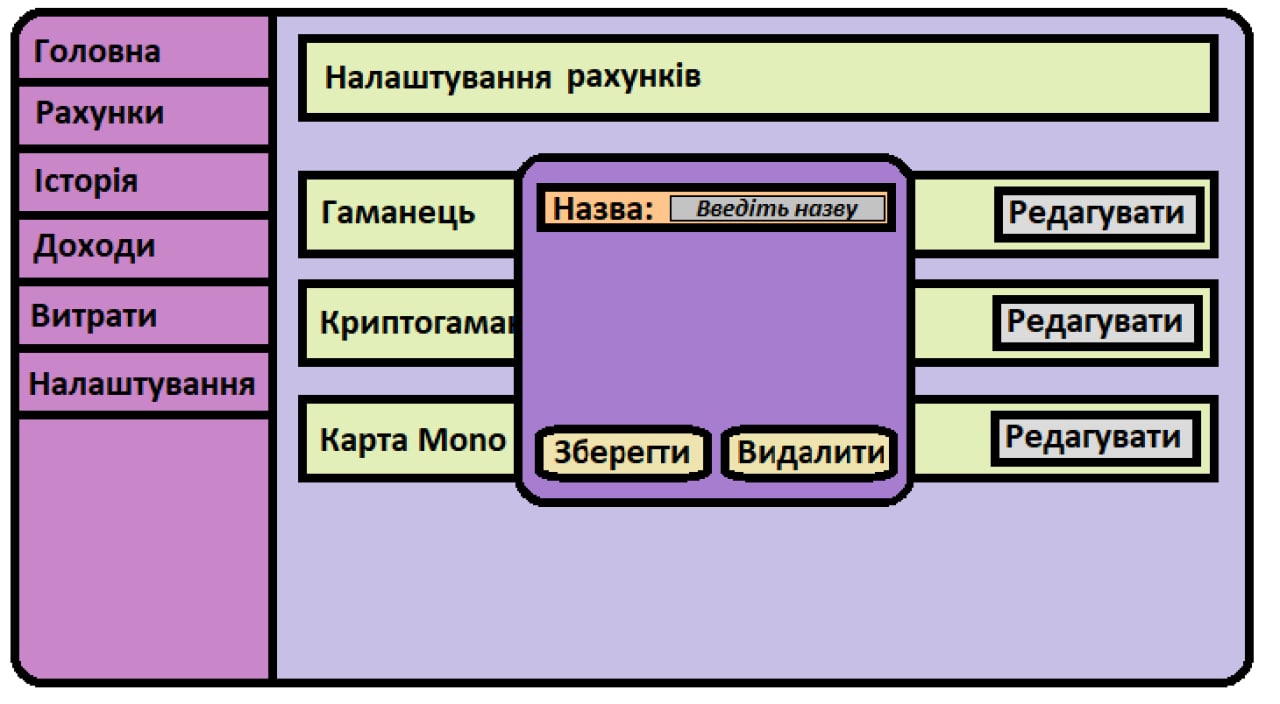 Головна
Рахунки
Історія
Доходи
Витрати
Налаштування
Налаштування рахунків
Гаманець
Редагувати
Криптогаман
Редагувати
Карта Mono
Редагувати
Назва: Введіть назву
Зберегти
Видалити